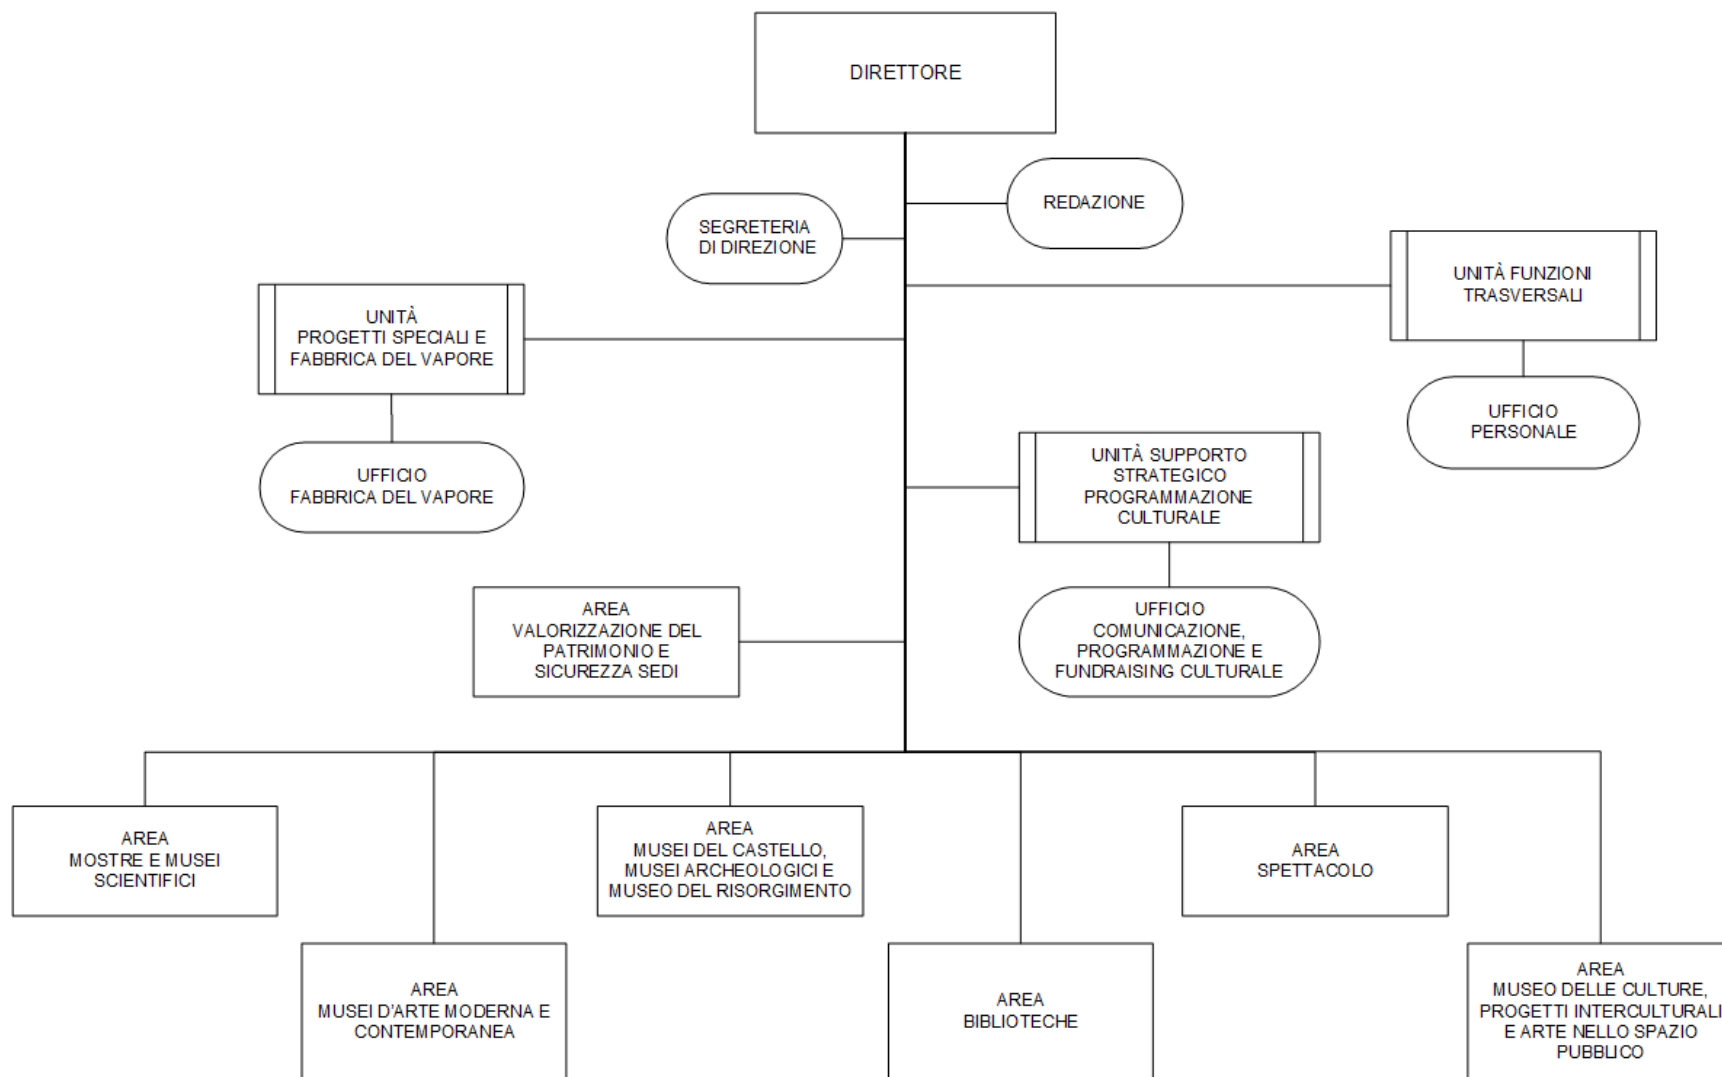 DIRETTORE
REDAZIONE
SEGRETERIA
DI DIREZIONE
UNITÀ FUNZIONI
TRASVERSALI
UNITÀ
PROGETTI SPECIALI E
FABBRICA DEL VAPORE
UFFICIO
PERSONALE
UFFICIO
FABBRICA DEL VAPORE
UNITÀ SUPPORTO
STRATEGICO
PROGRAMMAZIONE
CULTURALE
AREA
VALORIZZAZIONE DEL
PATRIMONIO E
SICUREZZA SEDI
UFFICIO
COMUNICAZIONE,
PROGRAMMAZIONE E
FUNDRAISING CULTURALE
AREA
MOSTRE E MUSEI
SCIENTIFICI
AREA
MUSEI D'ARTE MODERNA E
CONTEMPORANEA
AREA
MUSEI DEL CASTELLO,
MUSEI ARCHEOLOGICI E
MUSEO DEL RISORGIMENTO
AREA
BIBLIOTECHE
AREA
SPETTACOLO
AREA
MUSEO DELLE CULTURE,
PROGETTI INTERCULTURALI
E ARTE NELLO SPAZIO
PUBBLICO